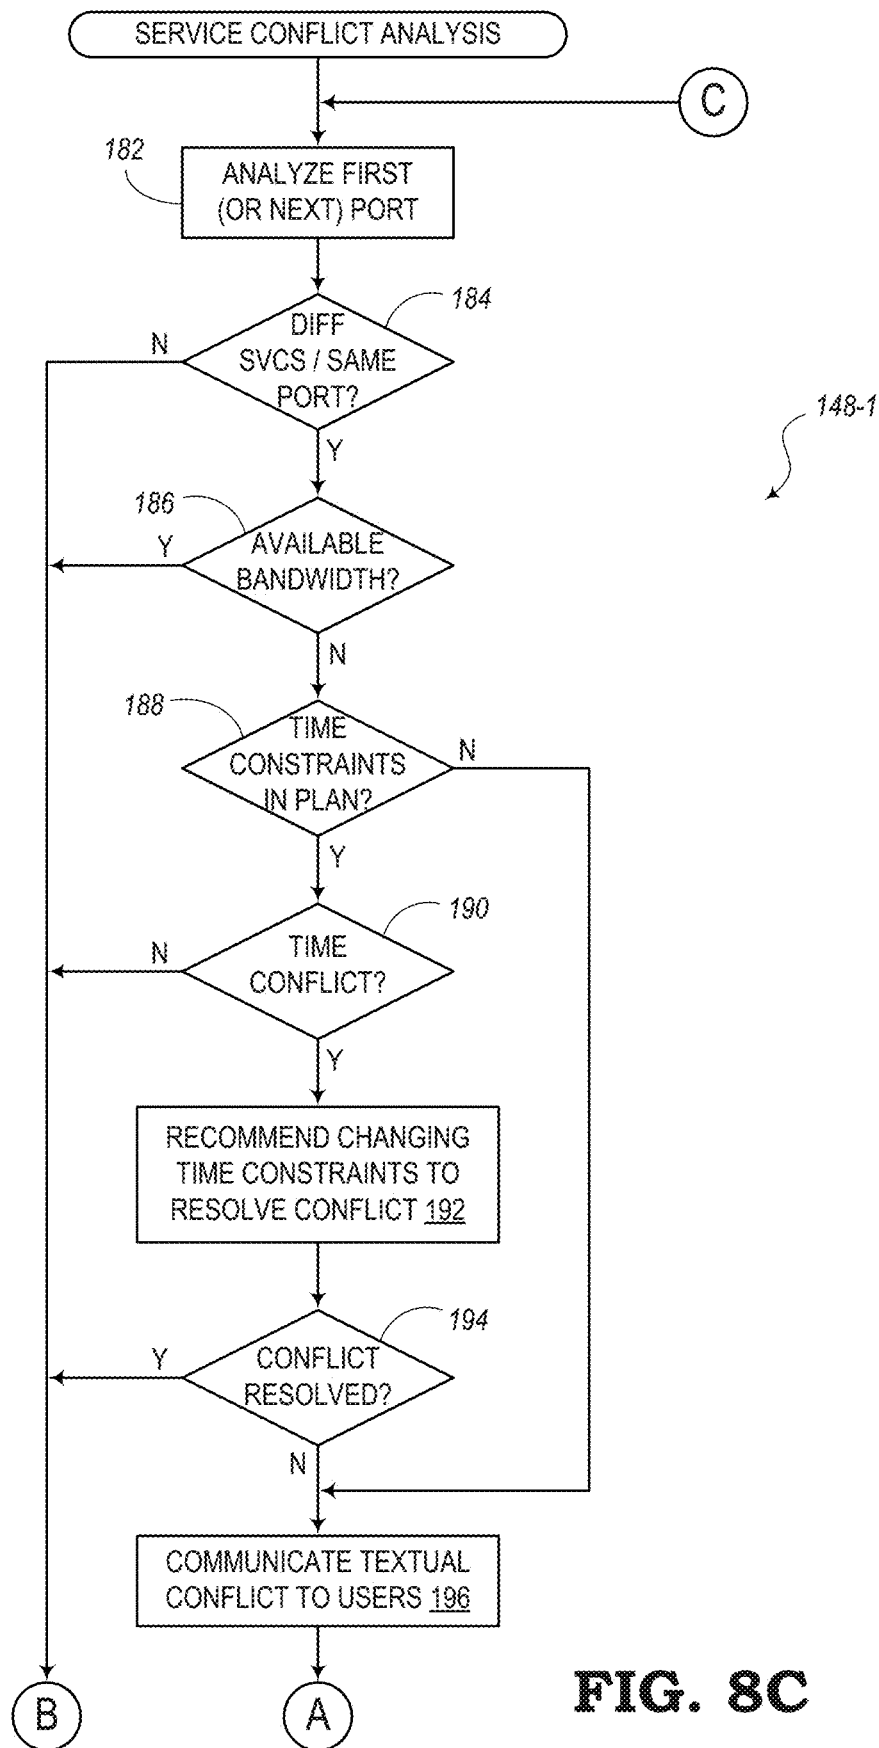 SERVICE CONFLICT ANALYSIS
C
182
ANALYZE FIRST
(OR NEXT) PORT
184
N
DIFF
SVCS / SAME
PORT?
148-1
Y
186
Y
AVAILABLE
BANDWIDTH?
N
188
TIME
CONSTRAINTS
IN PLAN?
N
Y
190
N
TIME
CONFLICT?
Y
RECOMMEND CHANGING
TIME CONSTRAINTS TO
RESOLVE CONFLICT 192
194
Y
CONFLICT
RESOLVED?
N
COMMUNICATE TEXTUAL
CONFLICT TO USERS 196
B
A
FIG. 8C